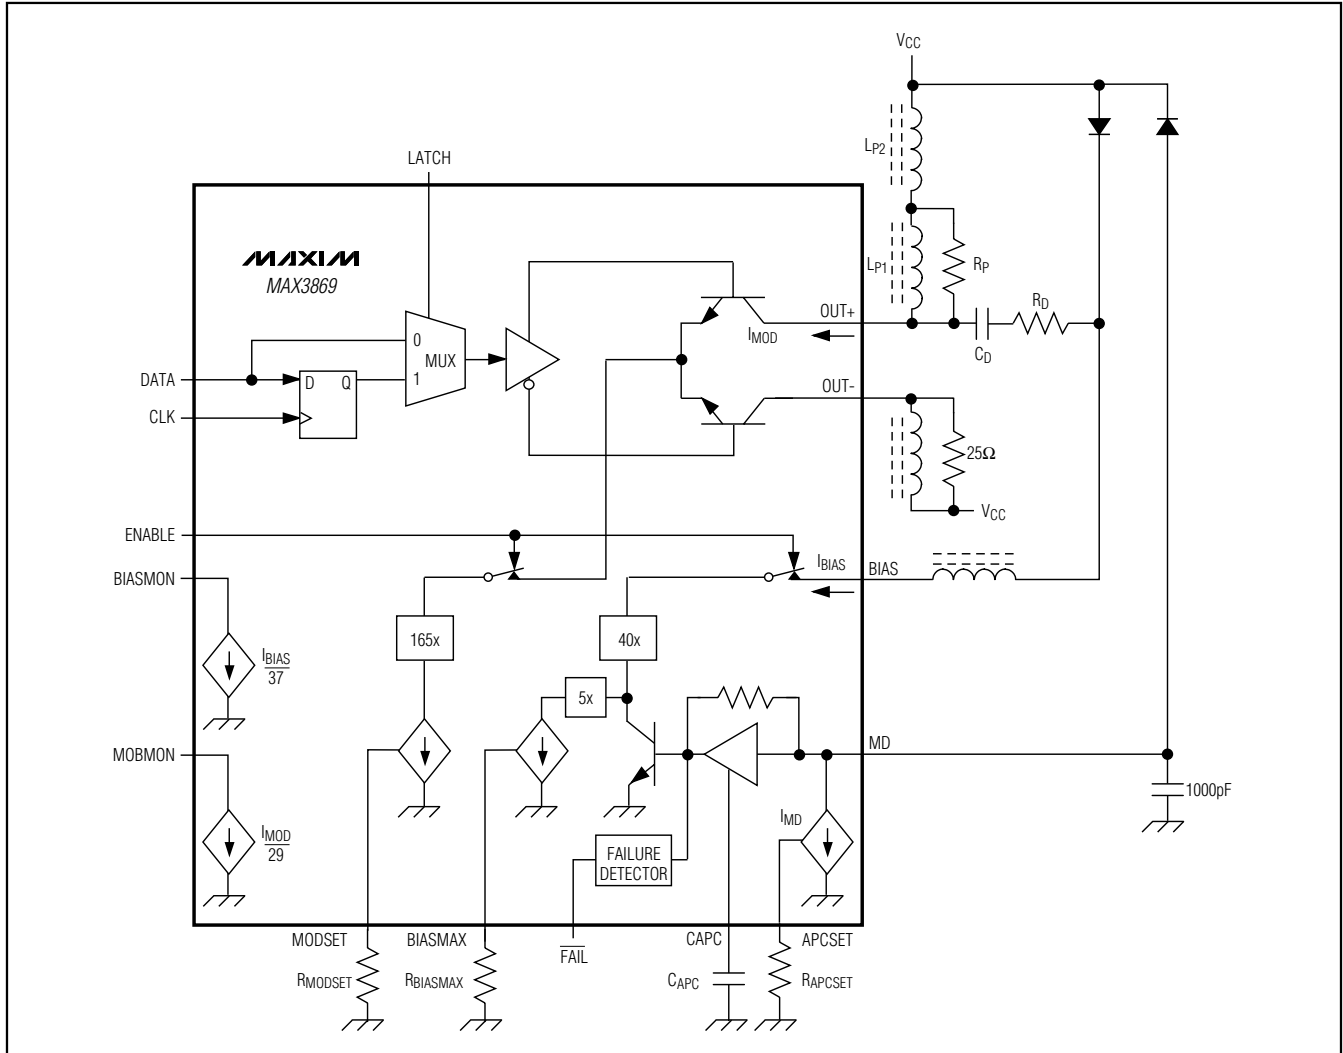 VCC
LP2
LATCH
MAXIM
MAX3869
LP1
RP
RD
OUT+
IMOD
CD
0
MUX
1
DATA
D Q
CLK
OUT-
25Ω
VCC
ENABLE
BIASMON
IBIAS
BIAS
165x
40x
IBIAS
37
5x
MD
MOBMON
1000pF
IMD
IMOD
29
FAILURE
DETECTOR
MODSET
BIASMAX
FAIL
CAPC
APCSET
RMODSET
RBIASMAX
CAPC
RAPCSET